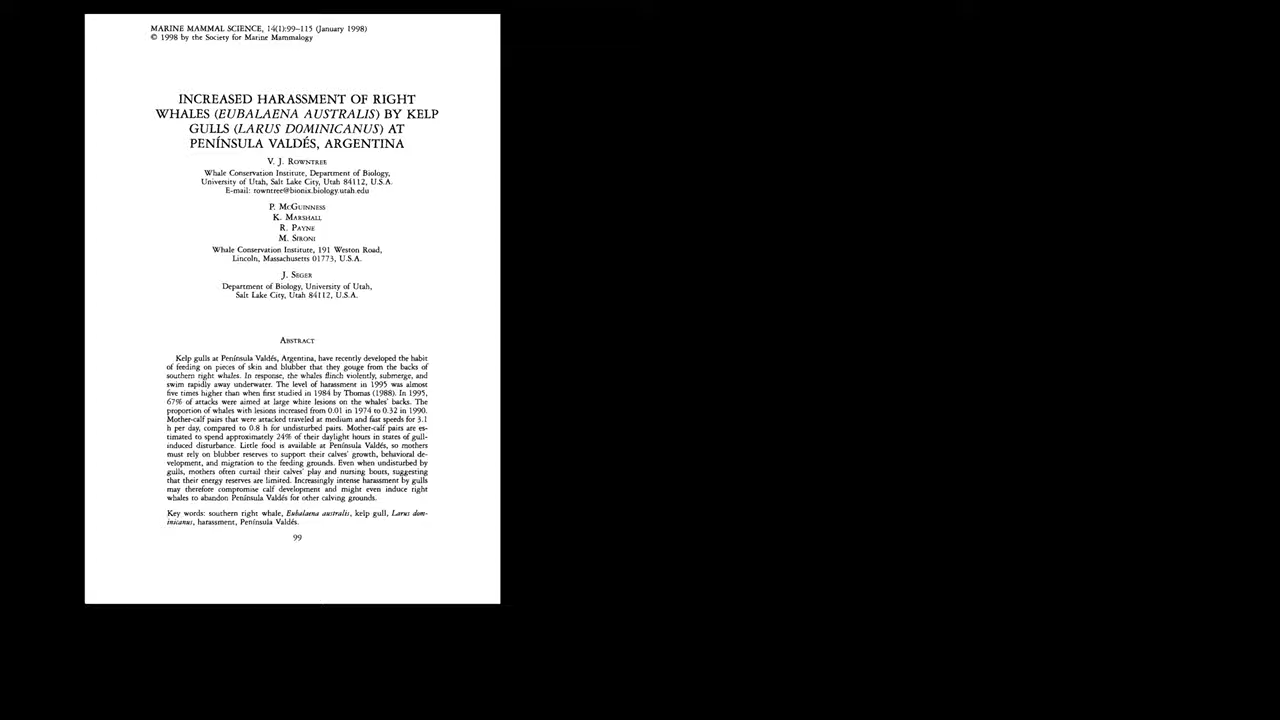 MARINE MAMMAL SCIENCE, 14(1):99–115 (January 1998)
© 1998 by the Society for Marine Mammalogy
INCREASED HARASSMENT OF RIGHT
WHALES (EUBALAENA AUSTRALIS) BY KELP
GULLS (LARUS DOMINICANUS) AT
PENÍNSULA VALDÉS, ARGENTINA
V. J. ROWNTREE
Whale Conservation Institute, Department of Biology,
University of Utah, Salt Lake City, Utah 84112, U.S.A.
E-mail: rowntree@bionix.biology.utah.edu
P. MCGUINNESS
K. MARSHALL
R. PAYNE
M. SIRONI
Whale Conservation Institute, 191 Weston Road,
Lincoln, Massachusetts 01773, U.S.A.
J. SEGER
Department of Biology, University of Utah,
Salt Lake City, Utah 84112, U.S.A.
ABSTRACT
Kelp gulls at Península Valdés, Argentina, have recently developed the habit
of feeding on pieces of skin and blubber that they gouge from the backs of
southern right whales. In response, the whales flinch violently, submerge, and
swim rapidly away underwater. The level of harassment in 1995 was almost
five times higher than when first studied in 1984 by Thomas (1988). In 1995,
67% of attacks were aimed at large white lesions on the whales' backs. The
proportion of whales with lesions increased from 0.01 in 1974 to 0.32 in 1990.
Mother-calf pairs that were attacked traveled at medium and fast speeds for 3.1
h per day, compared to 0.8 h for undisturbed pairs. Mother-calf pairs are es-
timated to spend approximately 24% of their daylight hours in states of gull-
induced disturbance. Little food is available at Península Valdés, so mothers
must rely on blubber reserves to support their calves' growth, behavioral de-
velopment, and migration to the feeding grounds. Even when undisturbed by
gulls, mothers often curtail their calves' play and nursing bouts, suggesting
that their energy reserves are limited. Increasingly intense harassment by gulls
may therefore compromise calf development and might even induce right
whales to abandon Península Valdés for other calving grounds.
Key words: southern right whale, Eubalaena australis, kelp gull, Larus dom-
inicanus, harassment, Península Valdés.
99